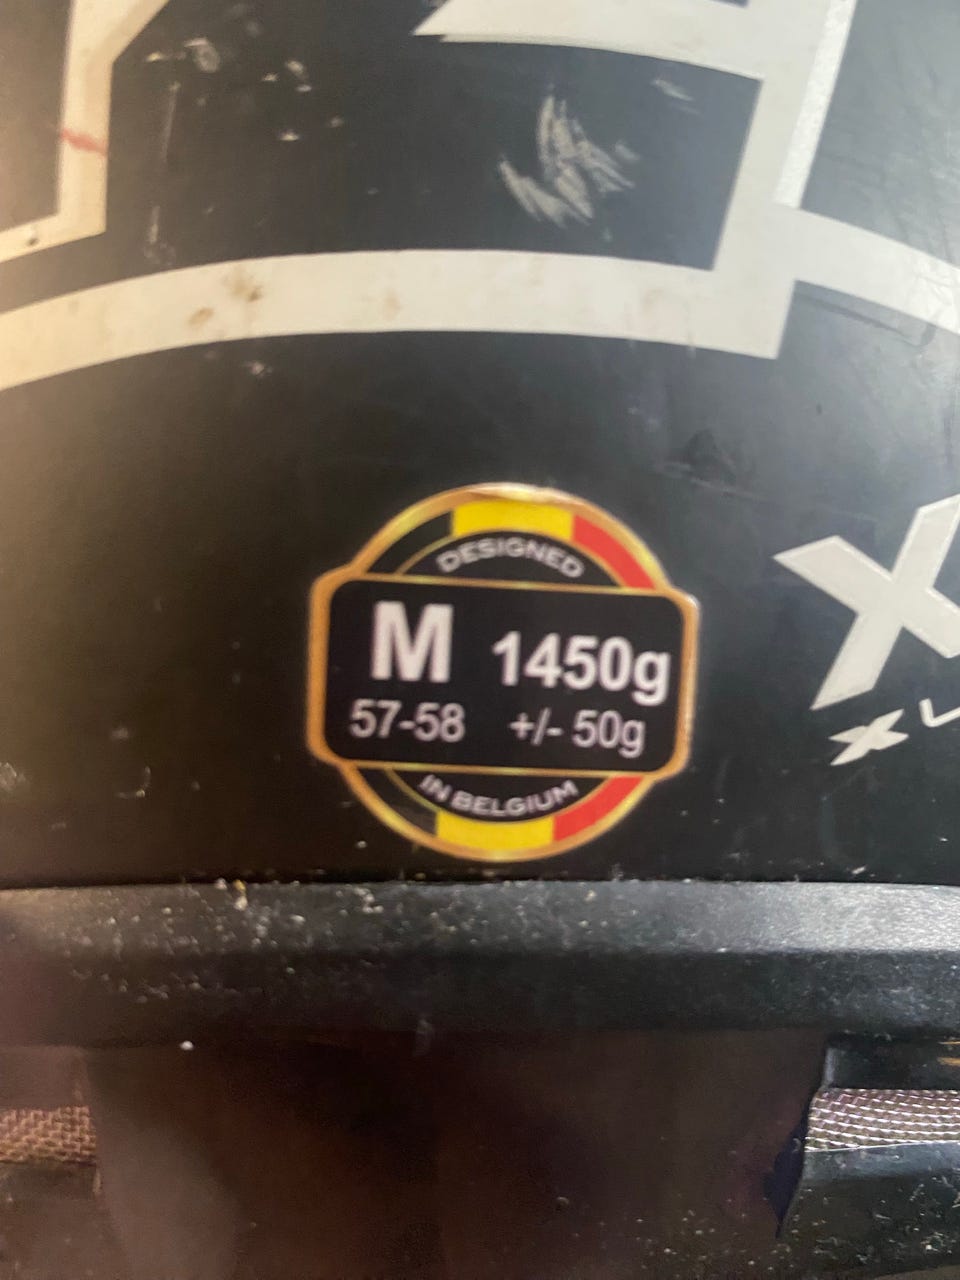 DESIGNED
M 1450g
57-58 +/- 50g
IN BELGIUM